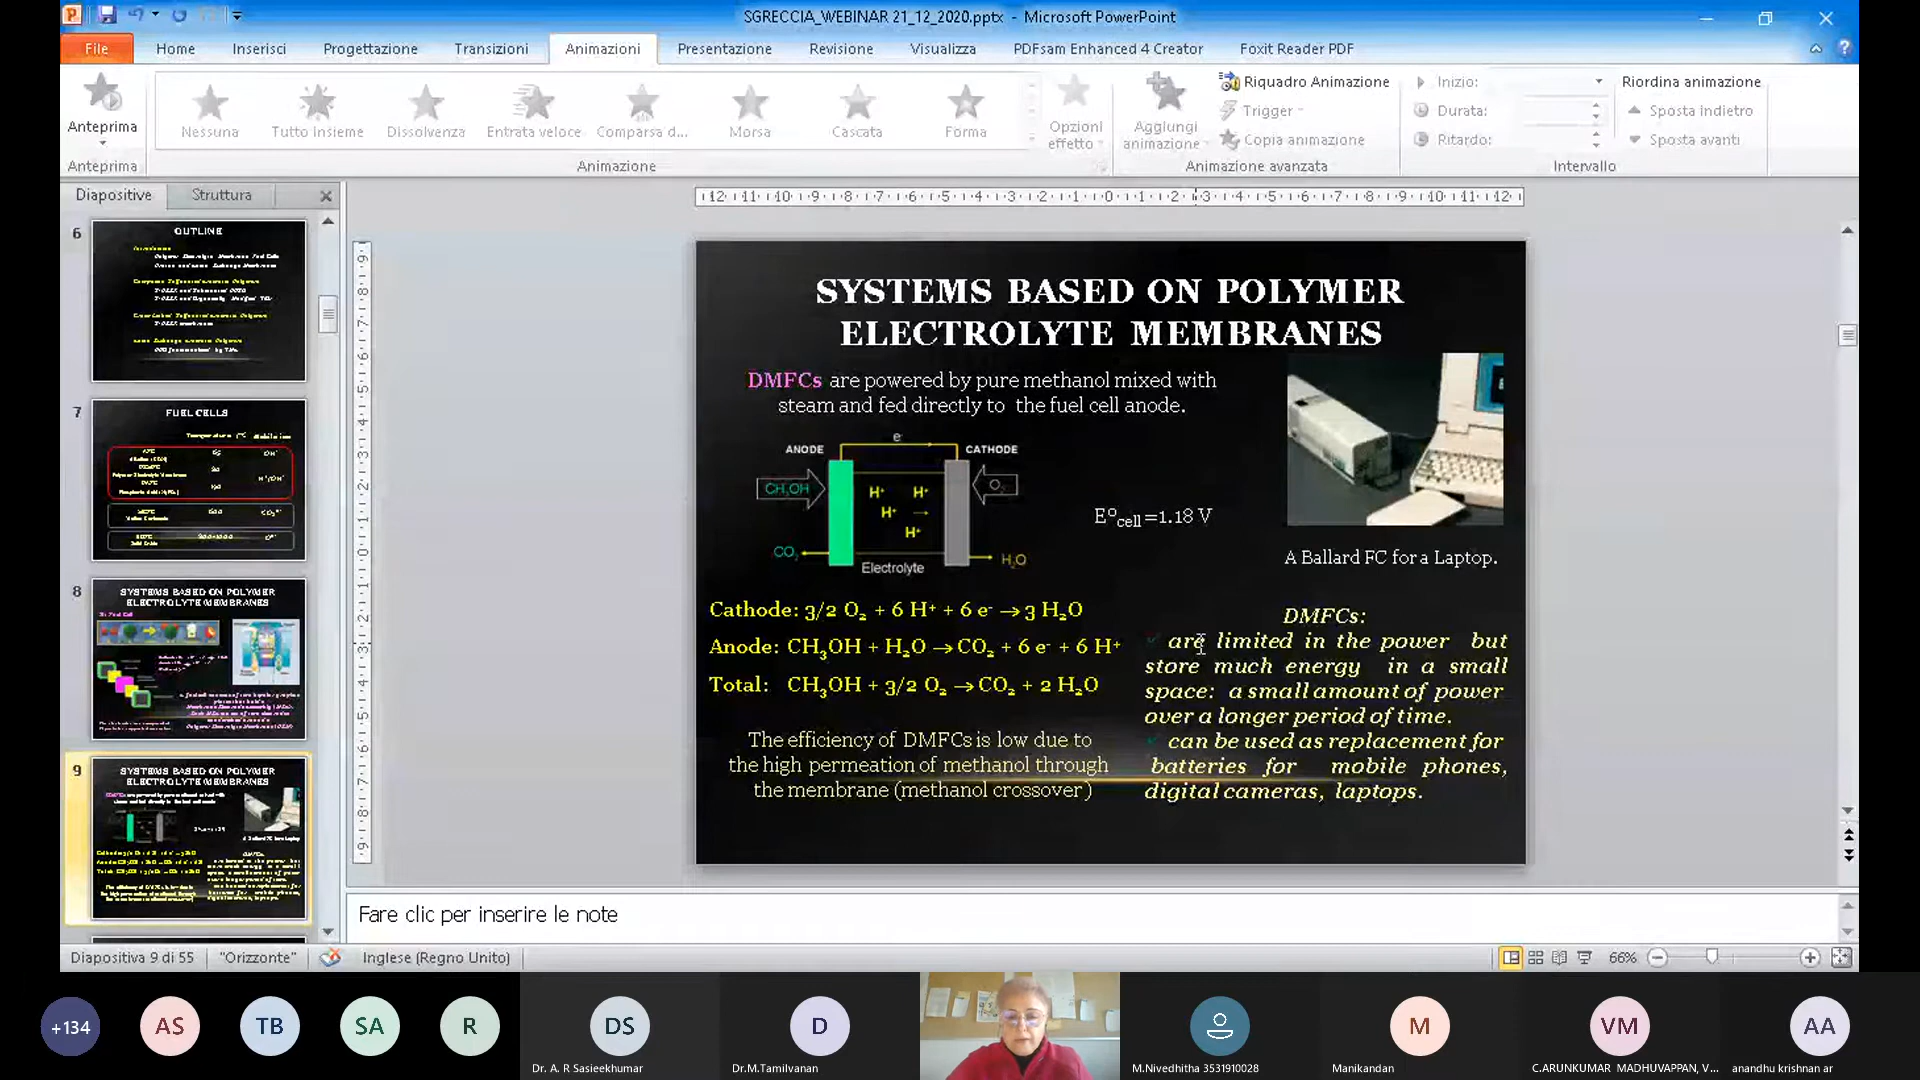 SGRECCIA_WEBINAR 21_12_2020.pptx - Microsoft PowerPoint
File Home Inserisci Progettazione Transizioni Animazioni Presentazione Revisione Visualizza PDFsam Enhanced 4 Creator Foxit Reader PDF
Anteprima
Nessuna Tutto insieme Dissolvenza Entrata veloce Comparsa d... Morsa Cascata Forma
Opzioni effetto
Aggiungi animazione
Riquadro Animazione
Trigger
Copia animazione
Inizio:
Durata:
Ritardo:
Riordina animazione
Sposta indietro
Sposta avanti
Anteprima Animazione Animazione avanzata Intervallo
Diapositive Struttura
6
OUTLINE
7
FUEL CELLS
8
SYSTEMS BASED ON POLYMER
ELECTROLYTE MEMBRANES
9
SYSTEMS BASED ON POLYMER
ELECTROLYTE MEMBRANES
SYSTEMS BASED ON POLYMER
ELECTROLYTE MEMBRANES
DMFCs are powered by pure methanol mixed with
steam and fed directly to the fuel cell anode.
e-
ANODE CATHODE
CH₃OH
O₂
H⁺ H⁺
H⁺ →
H⁺
CO₂
H₂O
Electrolyte
E°cell=1.18 V
A Ballard FC for a Laptop.
Cathode: 3/2 O₂ + 6 H⁺ + 6 e⁻ → 3 H₂O
Anode: CH₃OH + H₂O → CO₂ + 6 e⁻ + 6 H⁺
Total: CH₃OH + 3/2 O₂ → CO₂ + 2 H₂O
The efficiency of DMFCs is low due to
the high permeation of methanol through
the membrane (methanol crossover)
DMFCs:
✓ are limited in the power but
store much energy in a small
space: a small amount of power
over a longer period of time.
✓ can be used as replacement for
batteries for mobile phones,
digital cameras, laptops.
Fare clic per inserire le note
Diapositiva 9 di 55 "Orizzonte" Inglese (Regno Unito) 66%
+134 AS TB SA R DS D M VM AA
Dr. A. R Sasieekhumar Dr.M.Tamilvanan M.Nivedhitha 3531910028 Manikandan C.ARUNKUMAR MADHUVAPPAN, V... anandhu krishnan ar